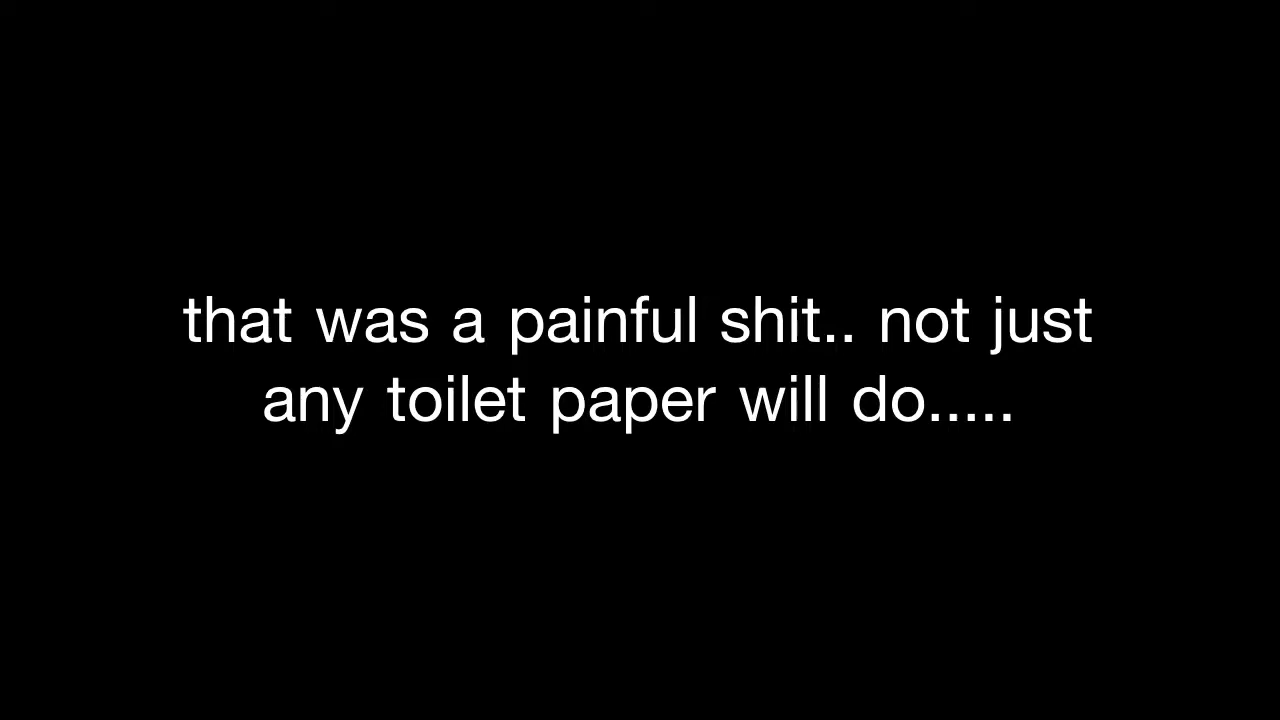 that was a painful shit.. not just
any toilet paper will do.....